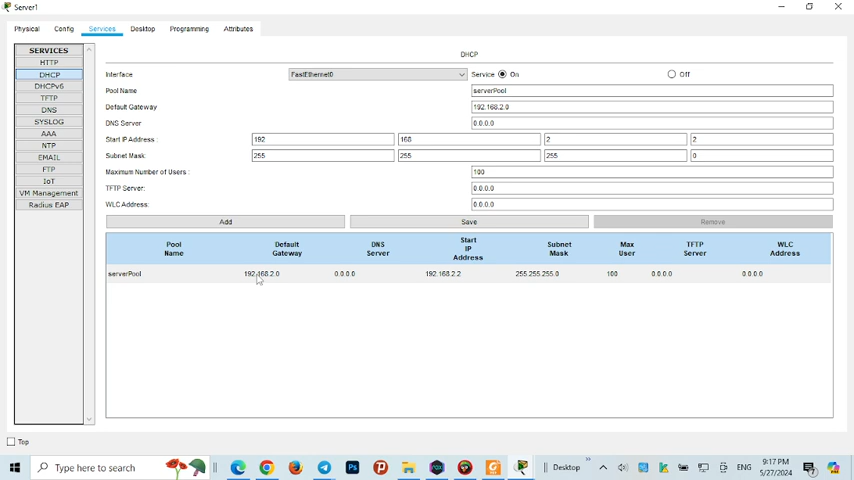 Server1
Physical Config Services Desktop Programming Attributes
SERVICES
HTTP
DHCP
DHCPv6
TFTP
DNS
SYSLOG
AAA
NTP
EMAIL
FTP
IoT
VM Management
Radius EAP
DHCP
Interface FastEthernet0 Service On Off
Pool Name serverPool
Default Gateway 192.168.2.0
DNS Server 0.0.0.0
Start IP Address : 192 168 2 2
Subnet Mask: 255 255 255 0
Maximum Number of Users : 100
TFTP Server: 0.0.0.0
WLC Address: 0.0.0.0
Add Save Remove
Pool Name Default Gateway DNS Server Start IP Address Subnet Mask Max User TFTP Server WLC Address
serverPool 192.168.2.0 0.0.0.0 192.168.2.2 255.255.255.0 100 0.0.0.0 0.0.0.0
Top
Type here to search
Ps
Desktop
ENG
9:17 PM
5/27/2024